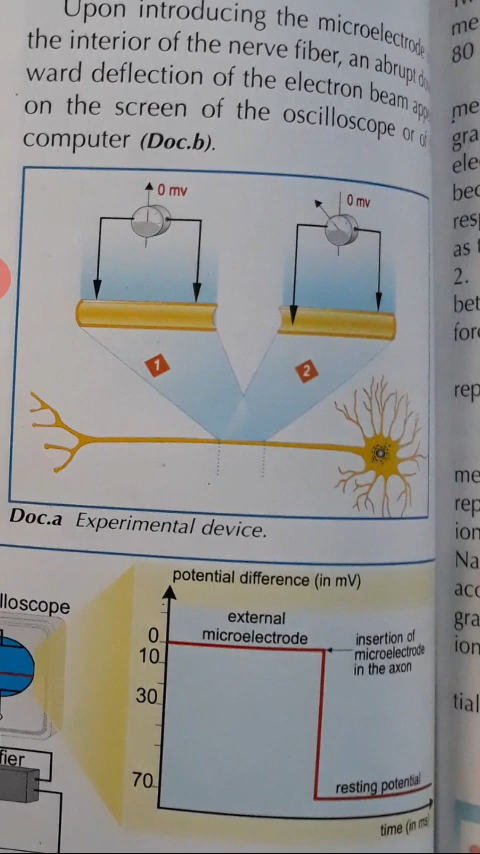 Upon introducing the microelectrode
the interior of the nerve fiber, an abrupt
ward deflection of the electron beam
on the screen of the oscilloscope or
computer (Doc.b).
0 mv
0 mv
1
2
Doc.a Experimental device.
potential difference (in mV)
external
microelectrode
insertion of
microelectrode
in the axon
0
10
30
70
resting potential
time (in ms)
lloscope
fier
me
80
me
gra
ele
bec
resp
as t
2.
bet
forc
rep
me
rep
ion
Na
acc
gra
ion
tial